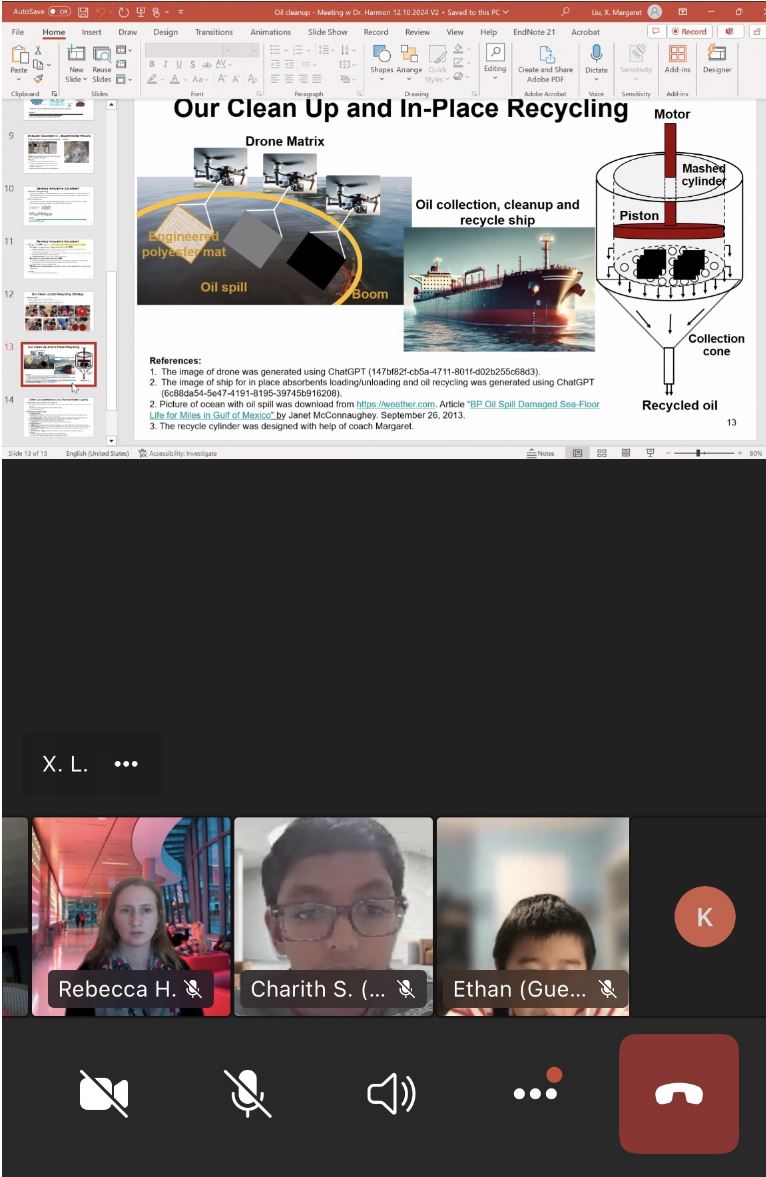 AutoSave Off
Oil cleanup - Meeting w Dr. Harmon 12.10.2024 V2 • Saved to this PC
Liu, X. Margaret
File Home Insert Draw Design Transitions Animations Slide Show Record Review View Help EndNote 21 Acrobat
Record
Paste
New Slide
Reuse Slides
Shapes
Arrange
Quick Styles
Editing
Create and Share Adobe PDF
Dictate
Sensitivity
Add-ins
Designer
Clipboard Slides Font Paragraph Drawing Adobe Acrobat Voice Sensitivity Add-ins
9
10
11
12
13
14
Our Clean Up and In-Place Recycling
Drone Matrix
Engineered
polyester mat
Oil spill
Boom
Oil collection, cleanup and
recycle ship
Motor
Mashed
cylinder
Piston
Collection
cone
Recycled oil
References:
1. The image of drone was generated using ChatGPT (147bf82f-cb5a-4711-801f-d02b255c68d3).
2. The image of ship for in place absorbents loading/unloading and oil recycling was generated using ChatGPT
(6c88da54-5e47-4191-8195-39745b916208).
2. Picture of ocean with oil spill was download from https://weather.com. Article "BP Oil Spill Damaged Sea-Floor
Life for Miles in Gulf of Mexico" by Janet McConnaughey. September 26, 2013.
3. The recycle cylinder was designed with help of coach Margaret.
13
Slide 13 of 15 English (United States) Accessibility: Investigate Notes 80%
X. L. •••
Rebecca H.
Charith S. (...
Ethan (Gue...
K